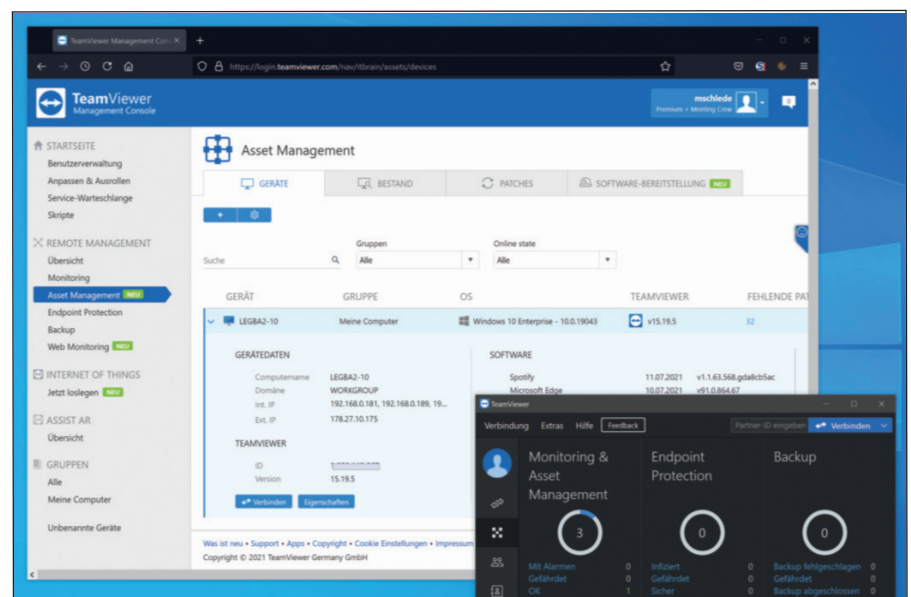 TeamViewer Management Con
https://login.teamviewer.com/nav/itbrain/assets/devices
TeamViewer
Management Console
mschiede
Premium + Meeting Crew
STARTSEITE
Benutzerverwaltung
Anpassen & Ausrollen
Service-Warteschlange
Skripte
REMOTE MANAGEMENT
Übersicht
Monitoring
Asset Management NEU
Endpoint Protection
Backup
Web Monitoring NEU
INTERNET OF THINGS
Jetzt loslegen NEU
ASSIST AR
Übersicht
GRUPPEN
Alle
Meine Computer
Unbenannte Geräte
Asset Management
GERÄTE BESTAND PATCHES SOFTWARE-BEREITSTELLUNG NEU
+
Gruppen Online state
Suche Alle Alle
GERÄT GRUPPE OS TEAMVIEWER FEHLENDE PAT
LEGBA2-10 Meine Computer Windows 10 Enterprise - 10.0.19043 v15.19.5 32
GERÄTEDATEN
Computername LEGBA2-10
Domäne WORKGROUP
Int. IP 192.168.0.181, 192.168.0.189, 19...
Ext. IP 178.27.10.175
TEAMVIEWER
ID
Version 15.19.5
Verbinden Eigenschaften
SOFTWARE
Spotify 11.07.2021 v1.1.63.568.gda8cb5ac
Microsoft Edge 10.07.2021 v91.0.864.67
Was ist neu • Support • Apps • Copyright • Cookie Einstellungen • Impressum
Copyright © 2021 TeamViewer Germany GmbH
TeamViewer
Verbindung Extras Hilfe Feedback Partner-ID eingeben Verbinden
Monitoring & Asset Management
3
Mit Alarmen 0
Gefährdet 0
OK 1
Endpoint Protection
0
Infiziert 0
Gefährdet 0
Sicher 0
Backup
0
Backup fehlgeschlagen 0
Gefährdet 0
Backup abgeschlossen 0